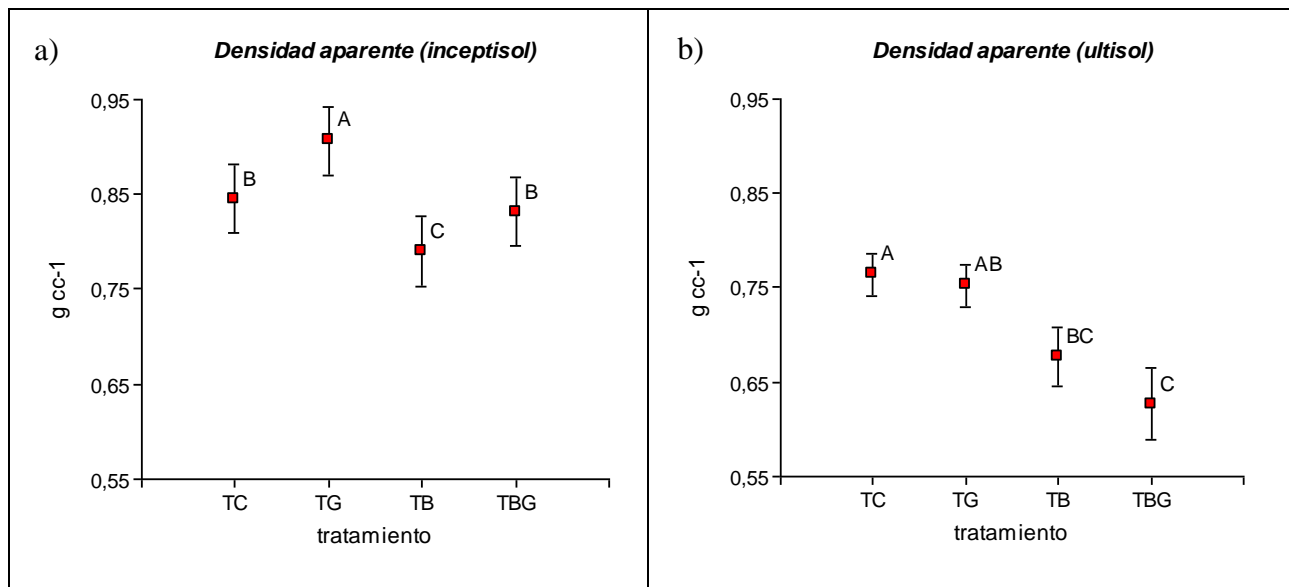 a)
Densidad aparente (inceptisol)
0,95
0,85
0,75
0,65
0,55
g cc-1
B
A
C
B
TC TG TB TBG
tratamiento
b)
Densidad aparente (ultisol)
0,95
0,85
0,75
0,65
0,55
g cc-1
A
AB
BC
C
TC TG TB TBG
tratamiento